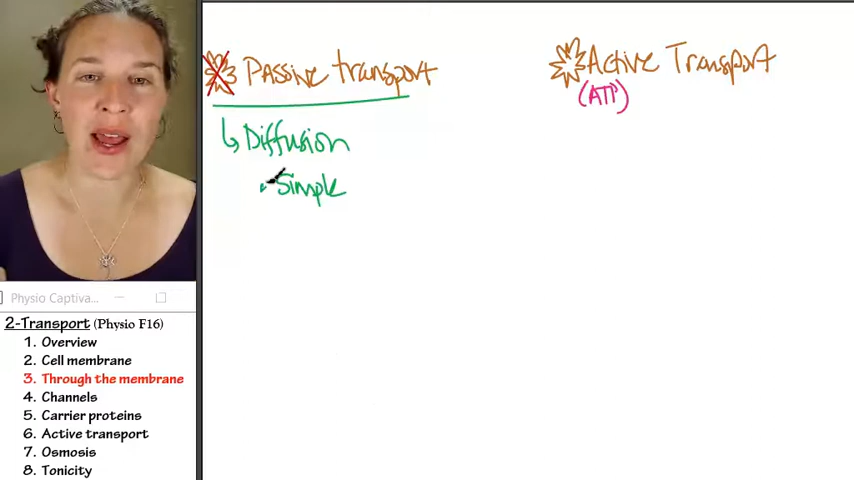 Passive transport
Active Transport
(ATP)
Diffusion
Simple
Physio Captiva...
2-Transport (Physio F16)
1. Overview
2. Cell membrane
3. Through the membrane
4. Channels
5. Carrier proteins
6. Active transport
7. Osmosis
8. Tonicity